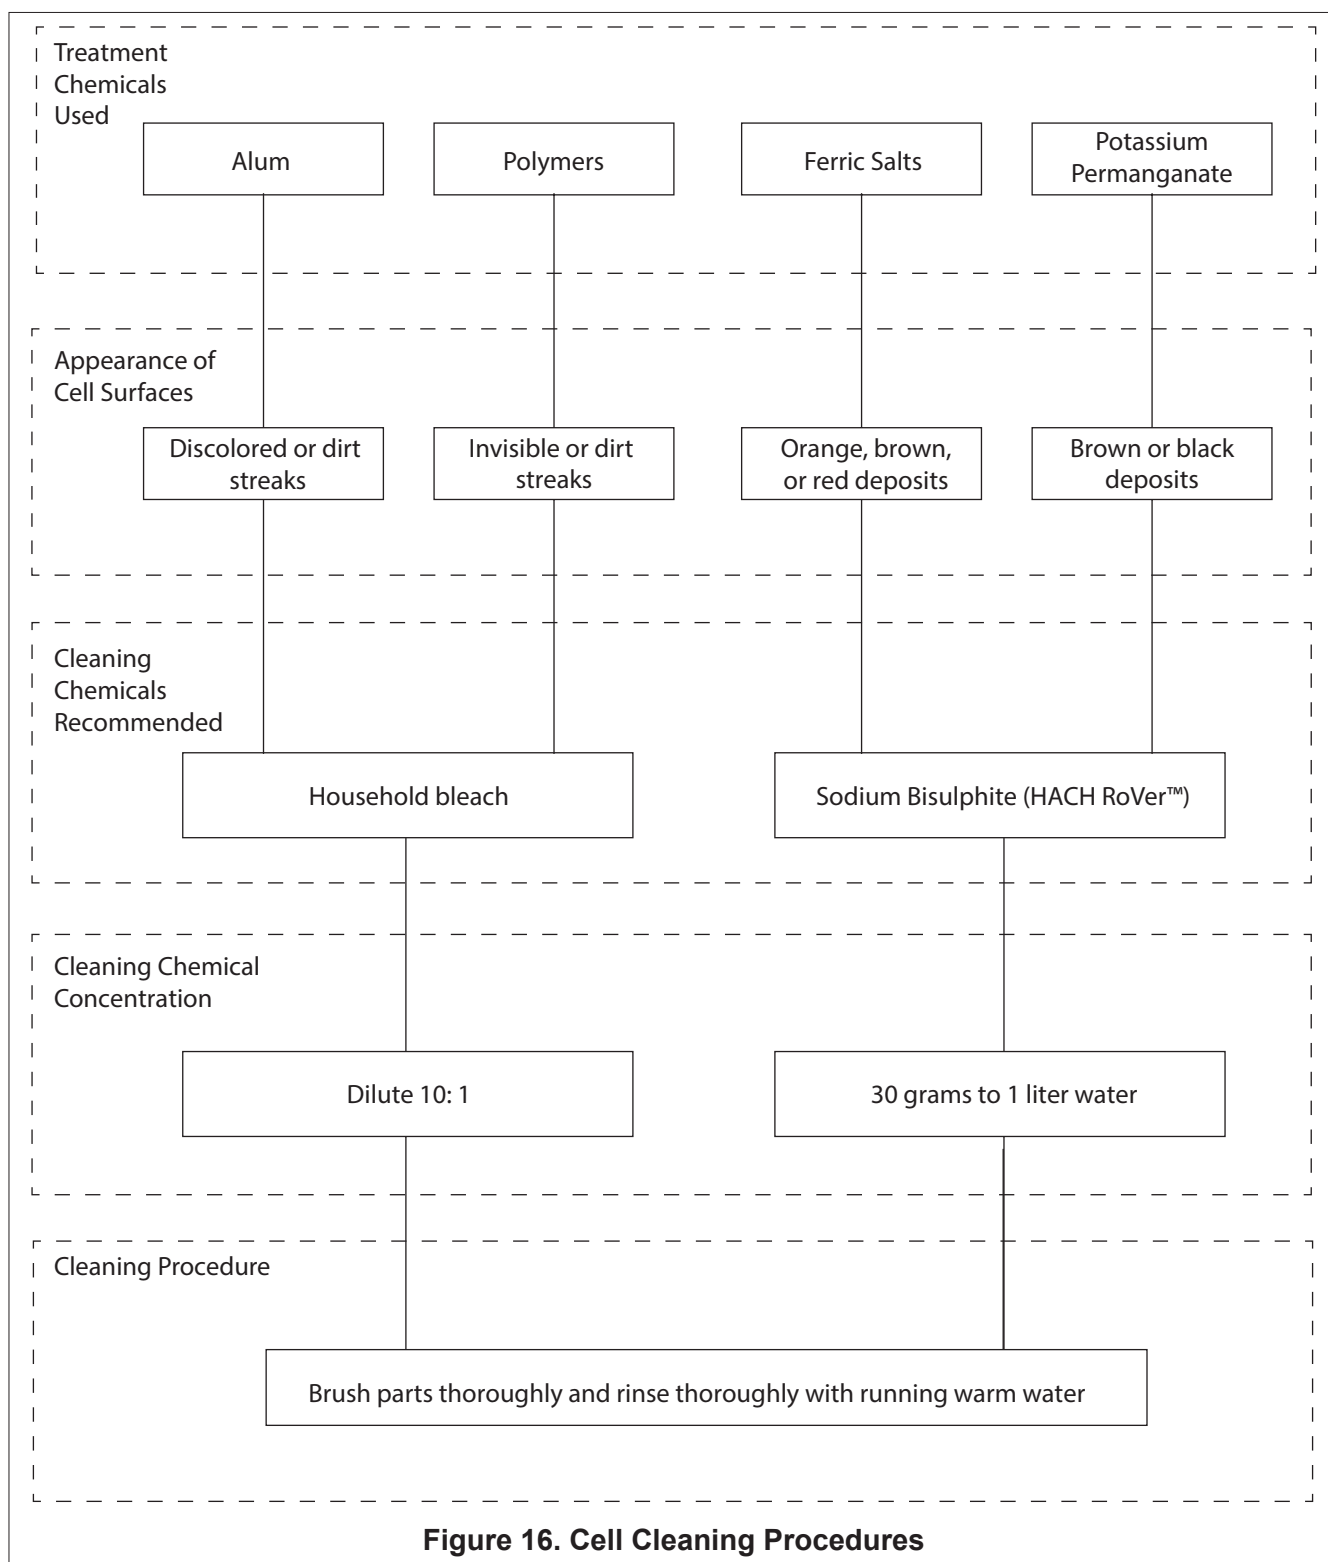 Treatment
Chemicals
Used
Alum
Polymers
Ferric Salts
Potassium
Permanganate
Appearance of
Cell Surfaces
Discolored or dirt
streaks
Invisible or dirt
streaks
Orange, brown,
or red deposits
Brown or black
deposits
Cleaning
Chemicals
Recommended
Household bleach
Sodium Bisulphite (HACH RoVer™)
Cleaning Chemical
Concentration
Dilute 10: 1
30 grams to 1 liter water
Cleaning Procedure
Brush parts thoroughly and rinse thoroughly with running warm water
Figure 16. Cell Cleaning Procedures